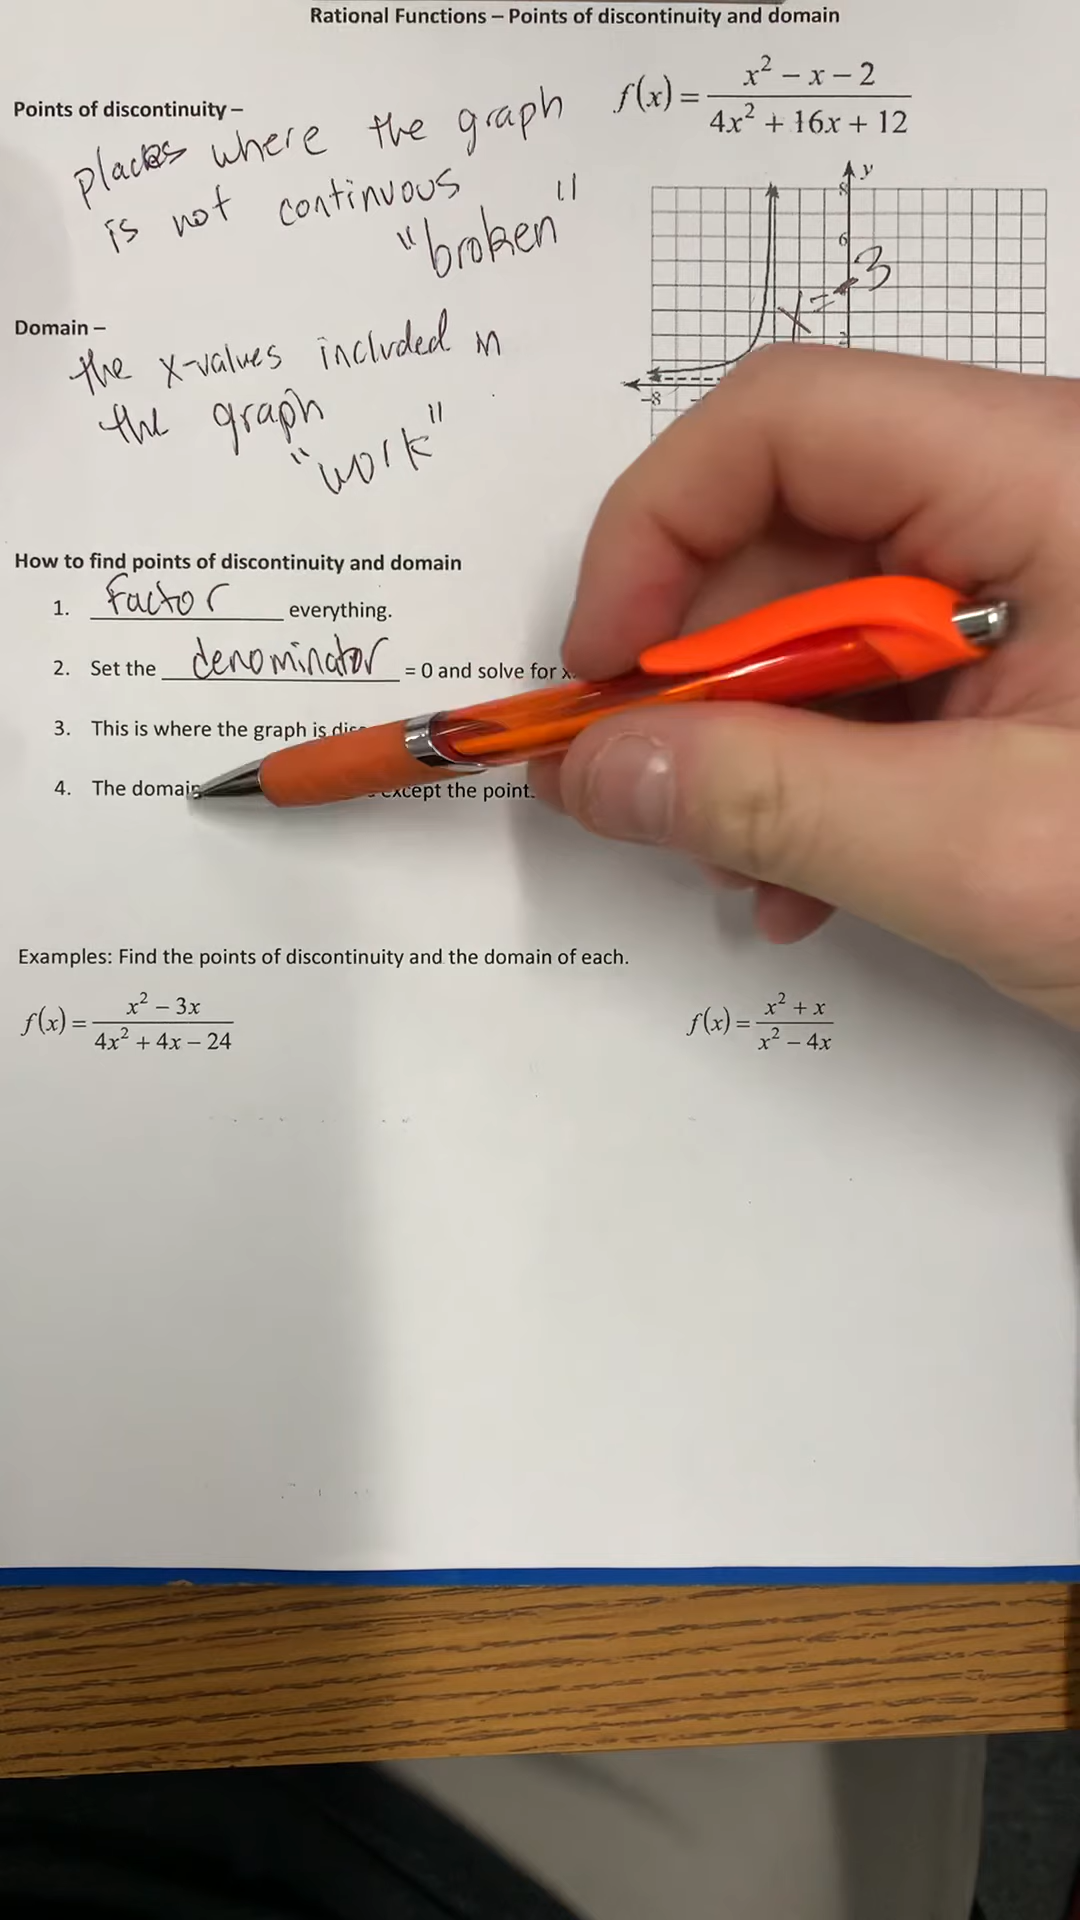 Rational Functions – Points of discontinuity and domain
Points of discontinuity –
places where the graph
is not continuous
"broken"
f(x) = (x² − x − 2) / (4x² + 16x + 12)
y
8
6
x = -3
2
-8
Domain –
the x-values included in
the graph
"work"
How to find points of discontinuity and domain
1. Factor everything.
2. Set the denominator = 0 and solve for x.
3. This is where the graph is
4. The domain except the point.
Examples: Find the points of discontinuity and the domain of each.
f(x) = (x² − 3x) / (4x² + 4x − 24)
f(x) = (x² + x) / (x² − 4x)